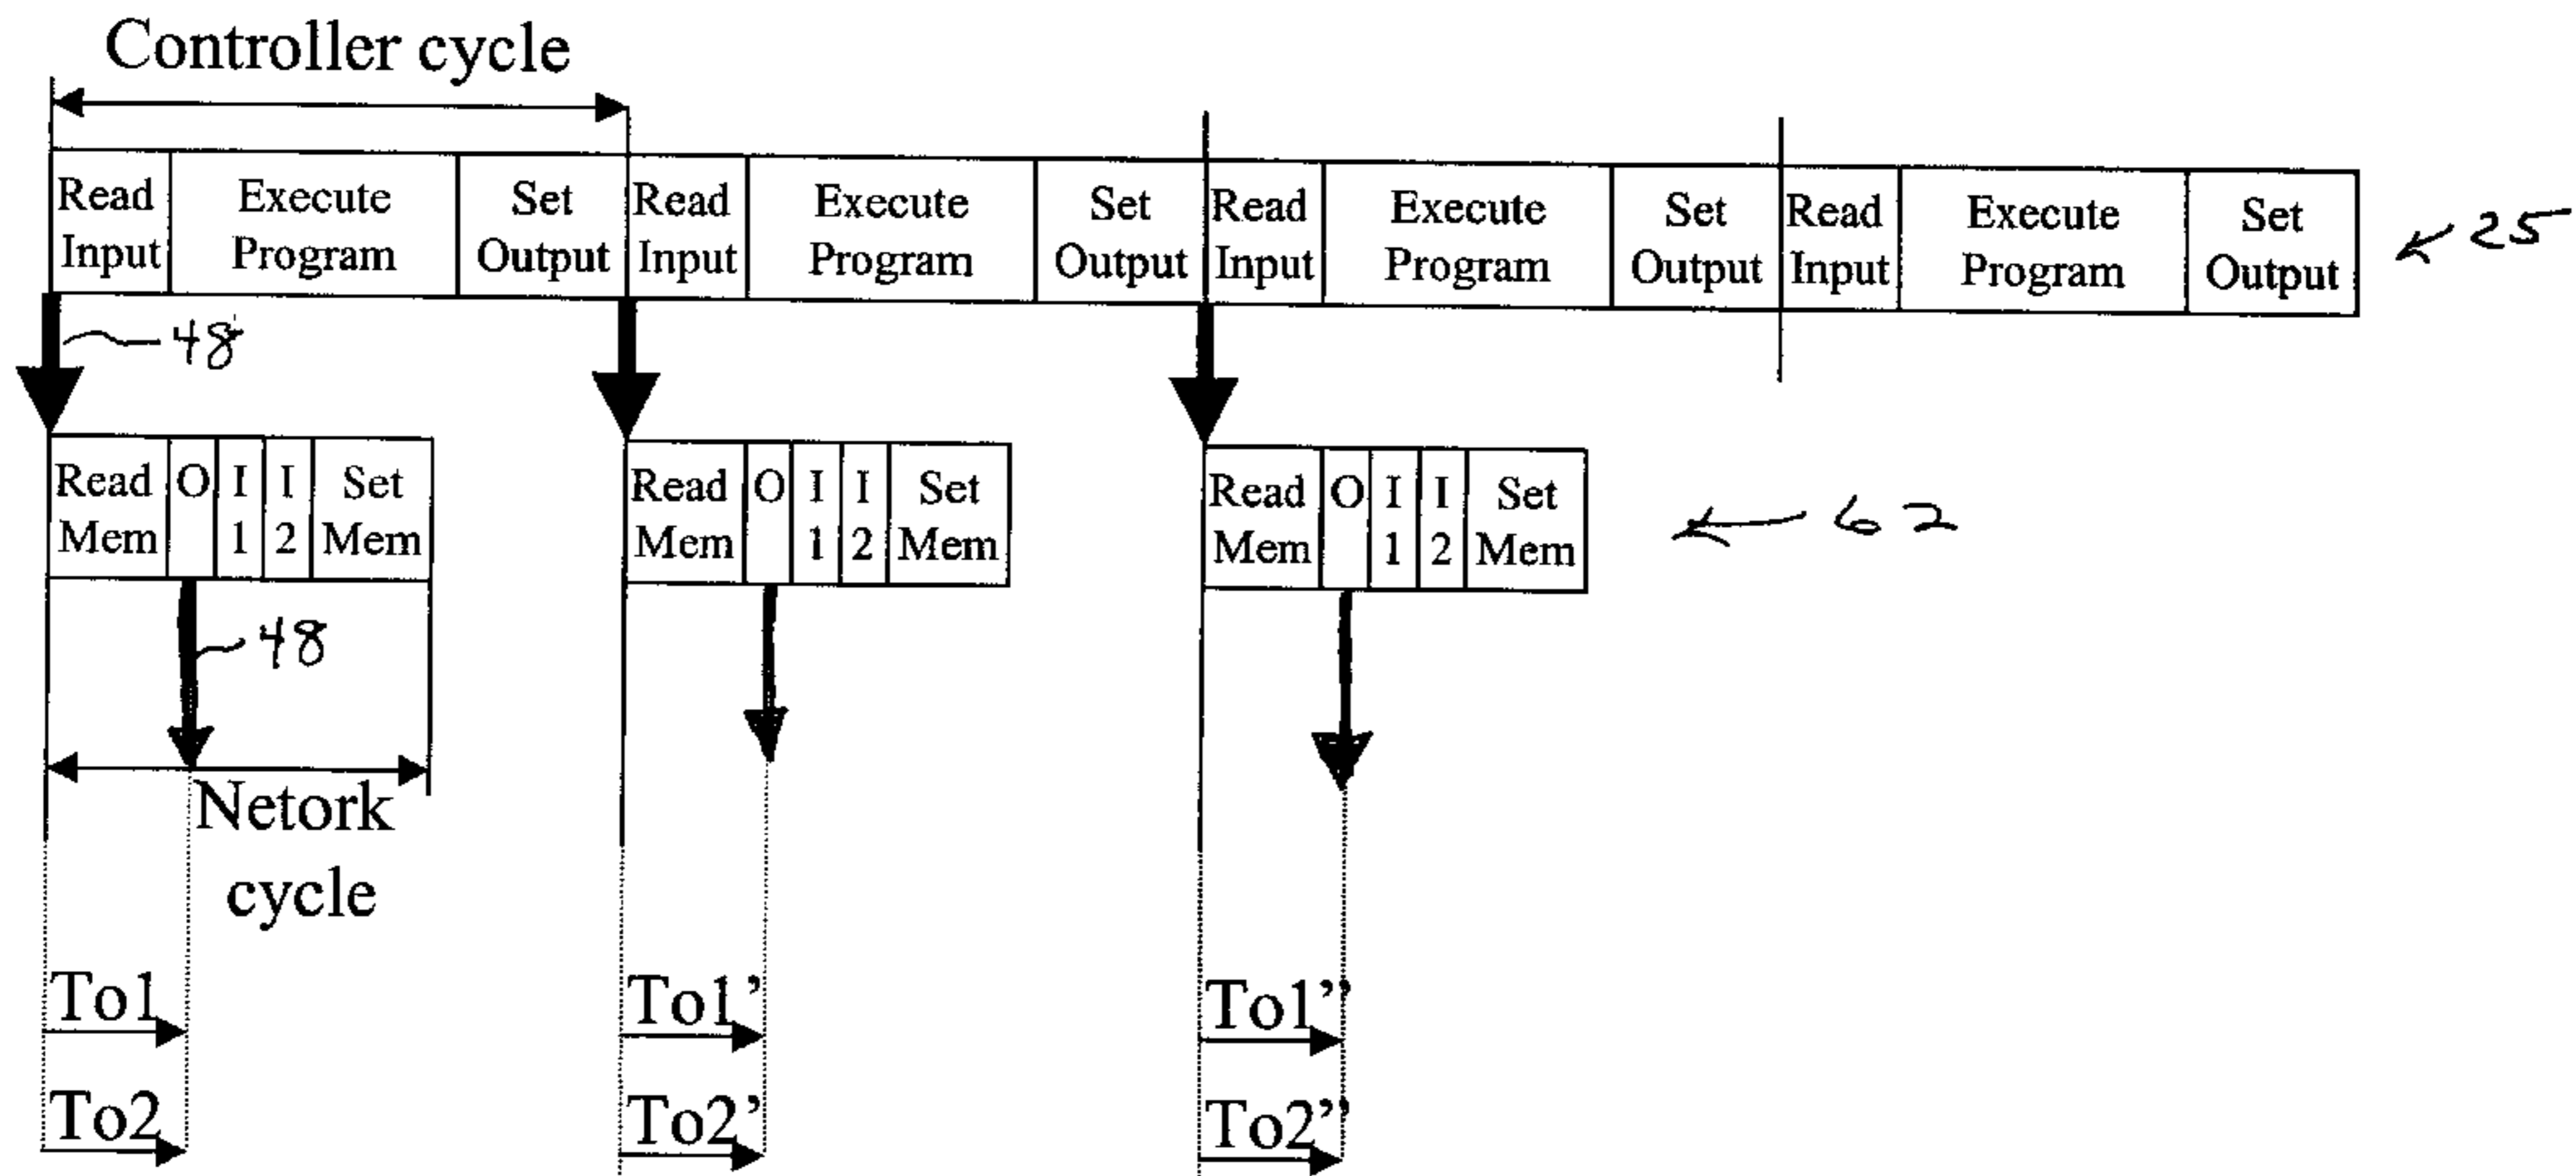 Controller cycle
Read Execute Set Read Execute Set Read Execute Set Read Execute Set
Input Program Output Input Program Output Input Program Output Input Program Output
25
48
Read O I I Set Read O I I Set Read O I I Set
Mem 1 2 Mem Mem 1 2 Mem Mem 1 2 Mem
62
48
Netork
cycle
To1 To1’ To1’’
To2 To2’ To2’’